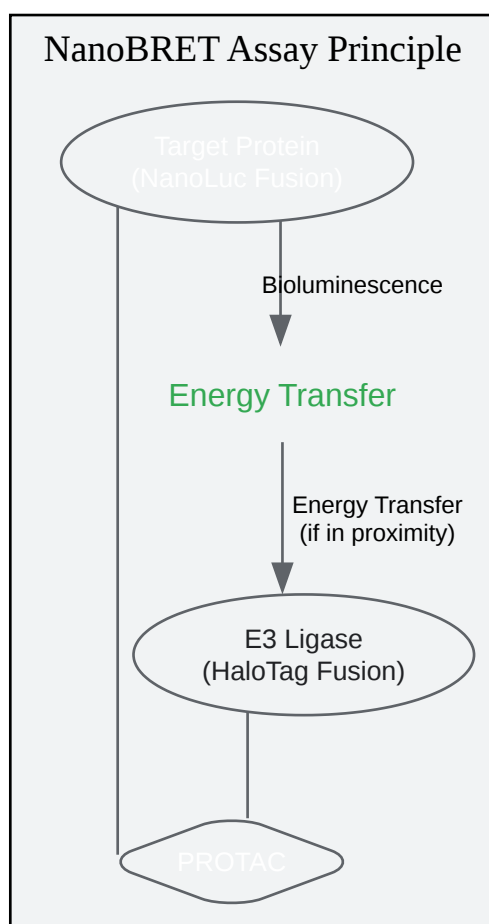 NanoBRET Assay Principle
Target Protein
(NanoLuc Fusion)
Bioluminescence
Energy Transfer
Energy Transfer
(if in proximity)
E3 Ligase
(HaloTag Fusion)
PROTAC